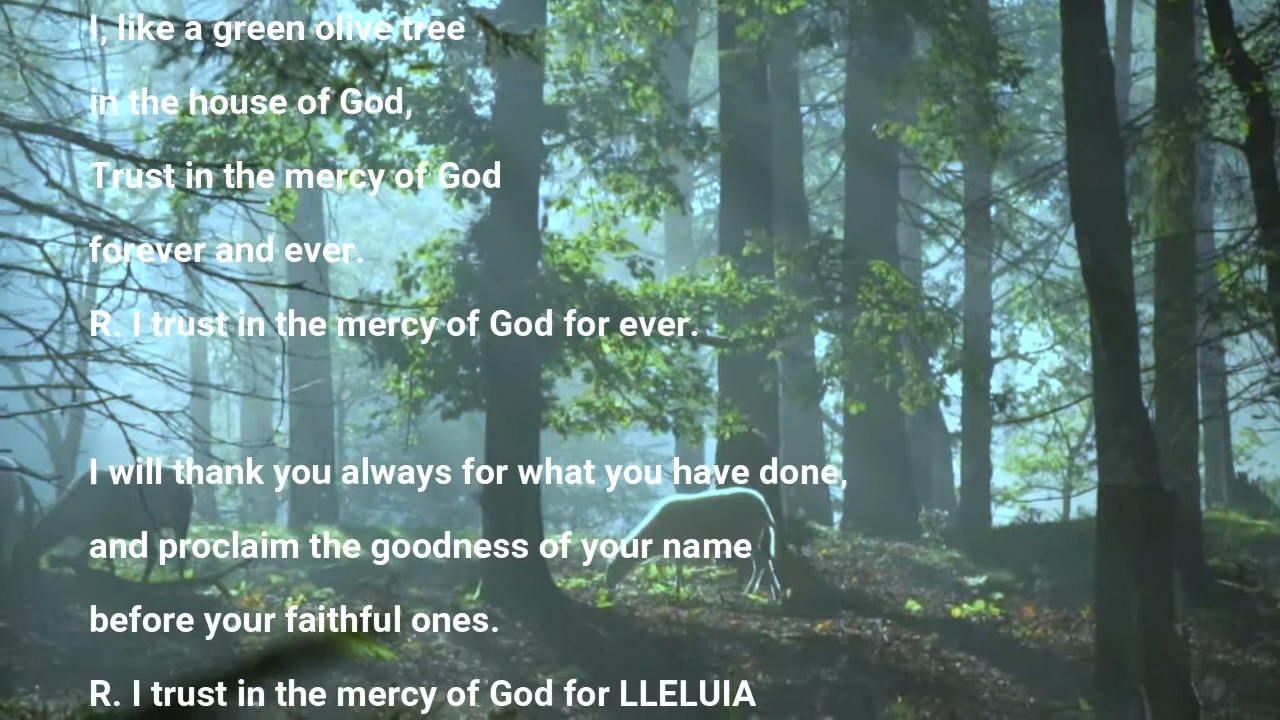 I, like a green olive tree
in the house of God,
Trust in the mercy of God
forever and ever.
R. I trust in the mercy of God for ever.
I will thank you always for what you have done,
and proclaim the goodness of your name
before your faithful ones.
R. I trust in the mercy of God for LLELUIA